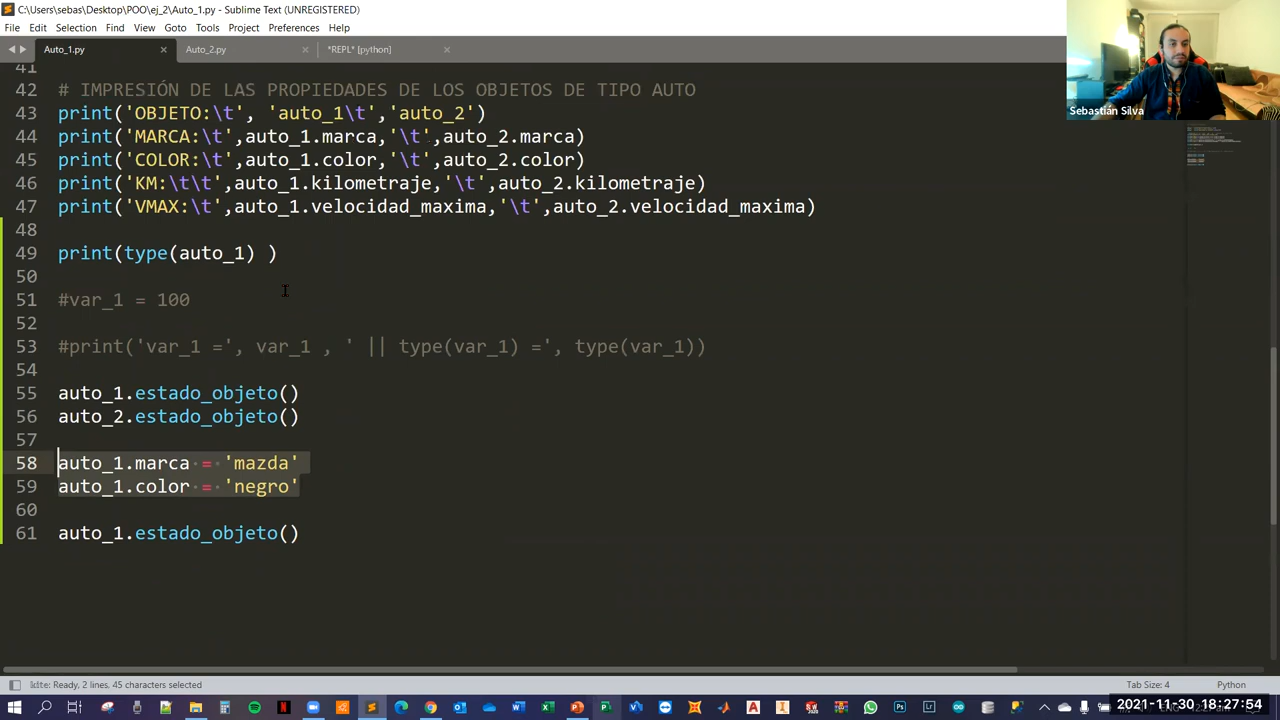 C:\Users\sebas\Desktop\POO\ej_2\Auto_1.py - Sublime Text (UNREGISTERED)
File Edit Selection Find View Goto Tools Project Preferences Help
Auto_1.py × Auto_2.py × *REPL* [python] ×
Sebastián Silva
41
42 # IMPRESIÓN DE LAS PROPIEDADES DE LOS OBJETOS DE TIPO AUTO
43 print('OBJETO:\t', 'auto_1\t','auto_2')
44 print('MARCA:\t',auto_1.marca,'\t',auto_2.marca)
45 print('COLOR:\t',auto_1.color,'\t',auto_2.color)
46 print('KM:\t\t',auto_1.kilometraje,'\t',auto_2.kilometraje)
47 print('VMAX:\t',auto_1.velocidad_maxima,'\t',auto_2.velocidad_maxima)
48
49 print(type(auto_1) )
50
51 #var_1 = 100
52
53 #print('var_1 =', var_1 , ' || type(var_1) =', type(var_1))
54
55 auto_1.estado_objeto()
56 auto_2.estado_objeto()
57
58 auto_1.marca = 'mazda'
59 auto_1.color = 'negro'
60
61 auto_1.estado_objeto()
Idte: Ready, 2 lines, 45 characters selected Tab Size: 4 Python
2021-11-30 18:27:54